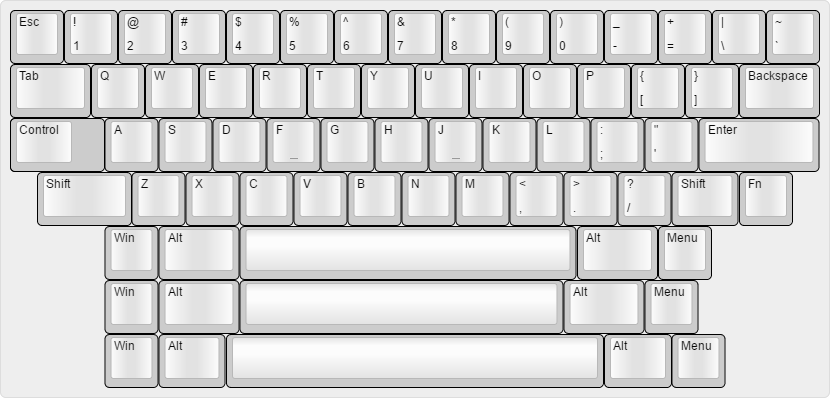 Esc ! @ # $ % ^ & * ( ) _ + | ~
1 2 3 4 5 6 7 8 9 0 - = \ `
Tab Q W E R T Y U I O P { } Backspace
[ ]
Control A S D F G H J K L : " Enter
_ _ ; '
Shift Z X C V B N M < > ? Shift Fn
, . /
Win Alt Alt Menu
Win Alt Alt Menu
Win Alt Alt Menu